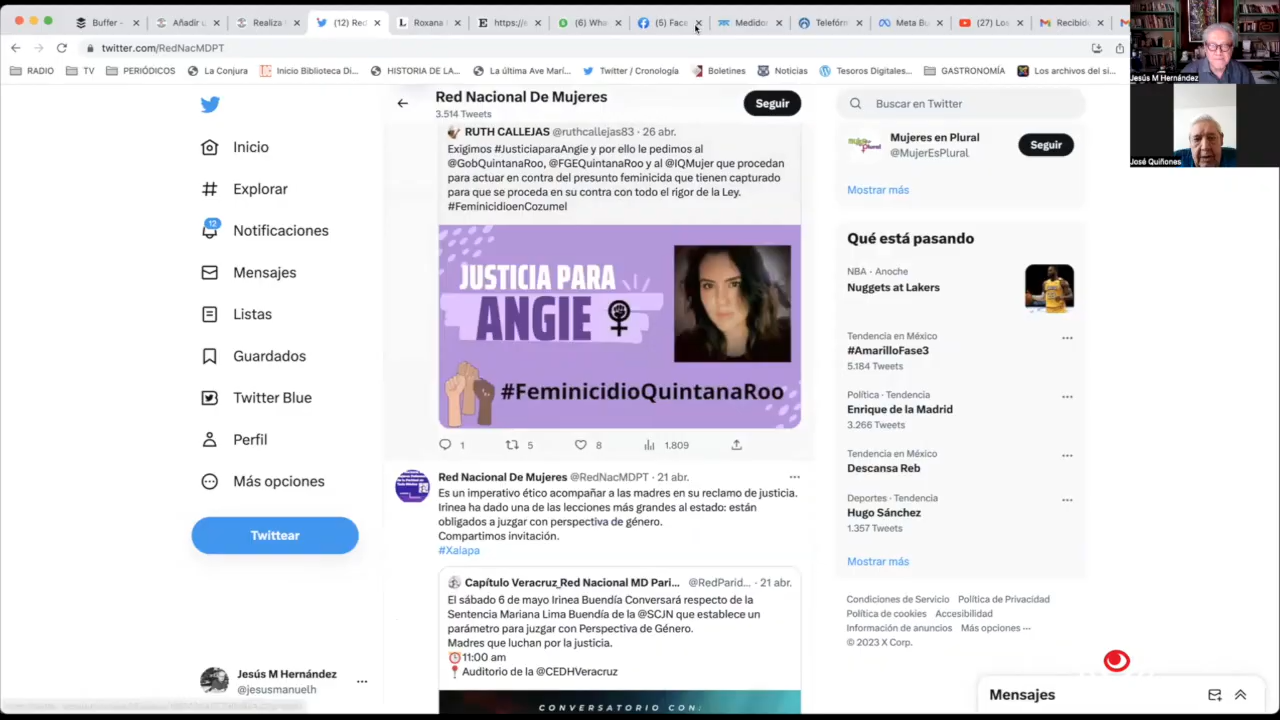 Buffer -
Añadir u
Realiza
(12) Rec
Roxana
https://e
(6) Wha
(5) Face
Medidor
Teleférm
Meta Bu
(27) Los
Recibid
twitter.com/RedNacMDPT
RADIO
TV
PERIÓDICOS
La Conjura
Inicio Biblioteca Di...
HISTORIA DE LA...
La última Ave Marí...
Twitter / Cronología
Boletines
Noticias
Tesoros Digitales...
GASTRONOMÍA
Los archivos del si...
Jesús M Hernández
José Quiñones
Inicio
Explorar
12
Notificaciones
Mensajes
Listas
Guardados
Twitter Blue
Perfil
Más opciones
Twittear
Jesús M Hernández
@jesusmanuelh
Red Nacional De Mujeres
3.514 Tweets
Seguir
RUTH CALLEJAS @ruthcallejas83 · 26 abr.
Exigimos #JusticiaparaAngie y por ello le pedimos al
@GobQuintanaRoo, @FGEQuintanaRoo y al @IQMujer que procedan
para actuar en contra del presunto feminicida que tienen capturado
para que se proceda en su contra con todo el rigor de la Ley.
#FeminicidioenCozumel
JUSTICIA PARA
ANGIE
#FeminicidioQuintanaRoo
1
5
8
1.809
Red Nacional De Mujeres @RedNacMDPT · 21 abr.
Es un imperativo ético acompañar a las madres en su reclamo de justicia.
Irinea ha dado una de las lecciones más grandes al estado: están
obligados a juzgar con perspectiva de género.
Compartimos invitación.
#Xalapa
Capítulo Veracruz_Red Nacional MD Pari... @RedParid... · 21 abr.
El sábado 6 de mayo Irinea Buendía Conversará respecto de la
Sentencia Mariana Lima Buendía de la @SCJN que establece un
parámetro para juzgar con Perspectiva de Género.
Madres que luchan por la justicia.
11:00 am
Auditorio de la @CEDHVeracruz
CONVERSATORIO CON:
Buscar en Twitter
Mujeres en Plural
@MujerEsPlural
Seguir
Mostrar más
Qué está pasando
NBA · Anoche
Nuggets at Lakers
Tendencia en México
#AmarilloFase3
5.184 Tweets
Política · Tendencia
Enrique de la Madrid
3.266 Tweets
Tendencia en México
Descansa Reb
Deportes · Tendencia
Hugo Sánchez
1.357 Tweets
Mostrar más
Condiciones de Servicio Política de Privacidad
Política de cookies Accesibilidad
Información de anuncios Más opciones ···
© 2023 X Corp.
Mensajes